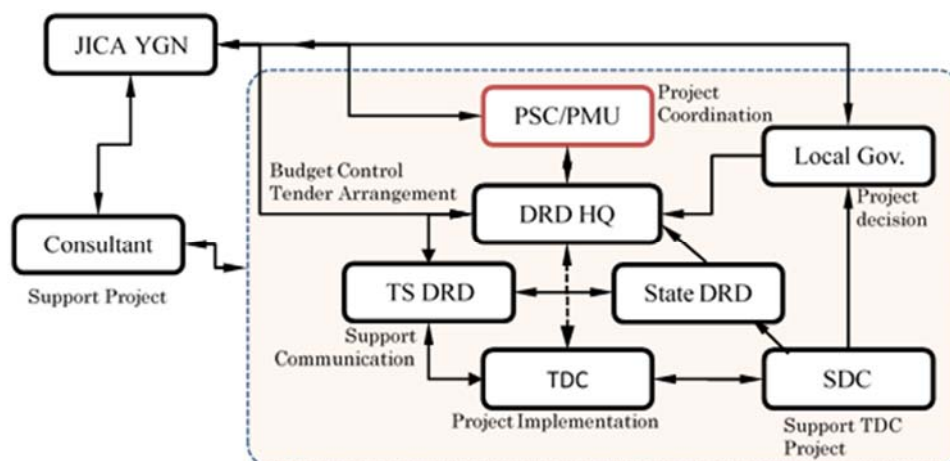 JICA YGN
PSC/PMU
Project
Coordination
Local Gov.
Project
decision
Budget Control
Tender Arrangement
DRD HQ
Consultant
Support Project
TS DRD
State DRD
Support
Communication
TDC
Project Implementation
SDC
Support TDC
Project